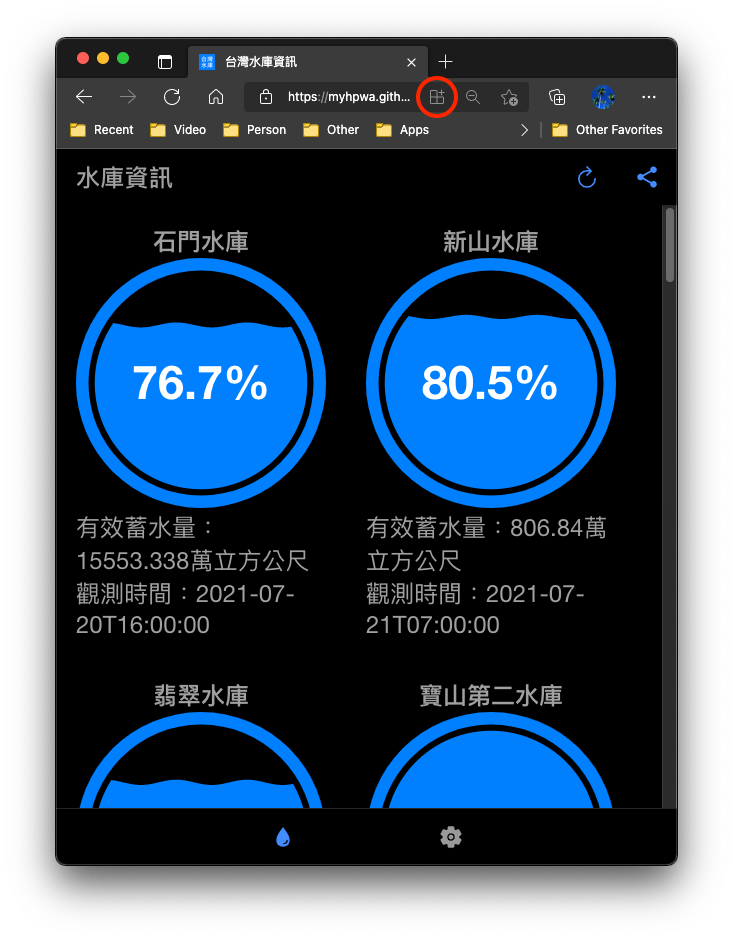 台灣水庫資訊
https://myhpwa.gith...
Recent Video Person Other Apps Other Favorites
水庫資訊
石門水庫 新山水庫
76.7% 80.5%
有效蓄水量：
15553.338萬立方公尺
觀測時間：2021-07-
20T16:00:00
有效蓄水量：806.84萬
立方公尺
觀測時間：2021-07-
21T07:00:00
翡翠水庫 寶山第二水庫